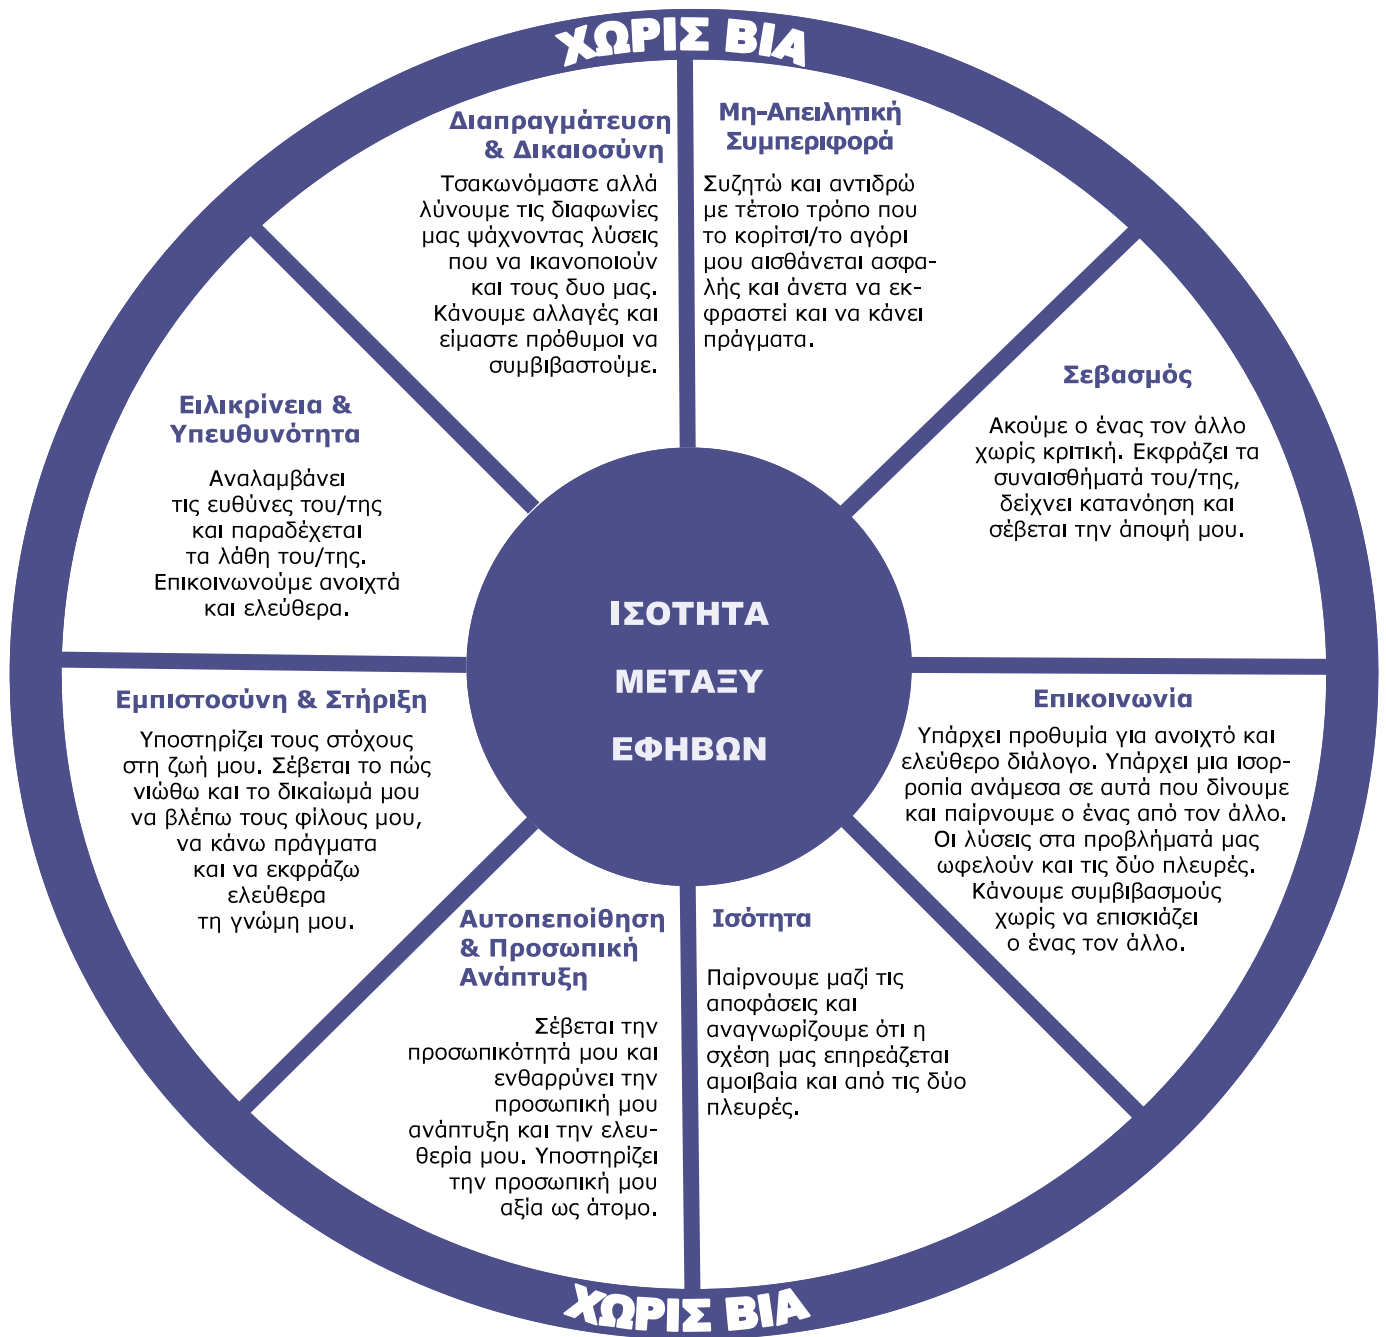 ΧΩΡΙΣ ΒΙΑ
Διαπραγμάτευση
& Δικαιοσύνη
Τσακωνόμαστε αλλά
λύνουμε τις διαφωνίες
μας ψάχνοντας λύσεις
που να ικανοποιούν
και τους δυο μας.
Κάνουμε αλλαγές και
είμαστε πρόθυμοι να
συμβιβαστούμε.
Μη-Απειλητική
Συμπεριφορά
Συζητώ και αντιδρώ
με τέτοιο τρόπο που
το κορίτσι/το αγόρι
μου αισθάνεται ασφα-
λής και άνετα να εκ-
φραστεί και να κάνει
πράγματα.
Σεβασμός
Ακούμε ο ένας τον άλλο
χωρίς κριτική. Εκφράζει τα
συναισθήματά του/της,
δείχνει κατανόηση και
σέβεται την άποψή μου.
Ειλικρίνεια &
Υπευθυνότητα
Αναλαμβάνει
τις ευθύνες του/της
και παραδέχεται
τα λάθη του/της.
Επικοινωνούμε ανοιχτά
και ελεύθερα.
ΙΣΟΤΗΤΑ
ΜΕΤΑΞΥ
ΕΦΗΒΩΝ
Εμπιστοσύνη & Στήριξη
Υποστηρίζει τους στόχους
στη ζωή μου. Σέβεται το πώς
νιώθω και το δικαίωμά μου
να βλέπω τους φίλους μου,
να κάνω πράγματα
και να εκφράζω
ελεύθερα
τη γνώμη μου.
Επικοινωνία
Υπάρχει προθυμία για ανοιχτό και
ελεύθερο διάλογο. Υπάρχει μια ισορ-
ροπία ανάμεσα σε αυτά που δίνουμε
και παίρνουμε ο ένας από τον άλλο.
Οι λύσεις στα προβλήματά μας
ωφελούν και τις δύο πλευρές.
Κάνουμε συμβιβασμούς
χωρίς να επισκιάζει
ο ένας τον άλλο.
Αυτοπεποίθηση
& Προσωπική
Ανάπτυξη
Σέβεται την
προσωπικότητά μου και
ενθαρρύνει την
προσωπική μου
ανάπτυξη και την ελευ-
θερία μου. Υποστηρίζει
την προσωπική μου
αξία ως άτομο.
Ισότητα
Παίρνουμε μαζί τις
αποφάσεις και
αναγνωρίζουμε ότι η
σχέση μας επηρεάζεται
αμοιβαία και από τις δύο
πλευρές.
ΧΩΡΙΣ ΒΙΑ